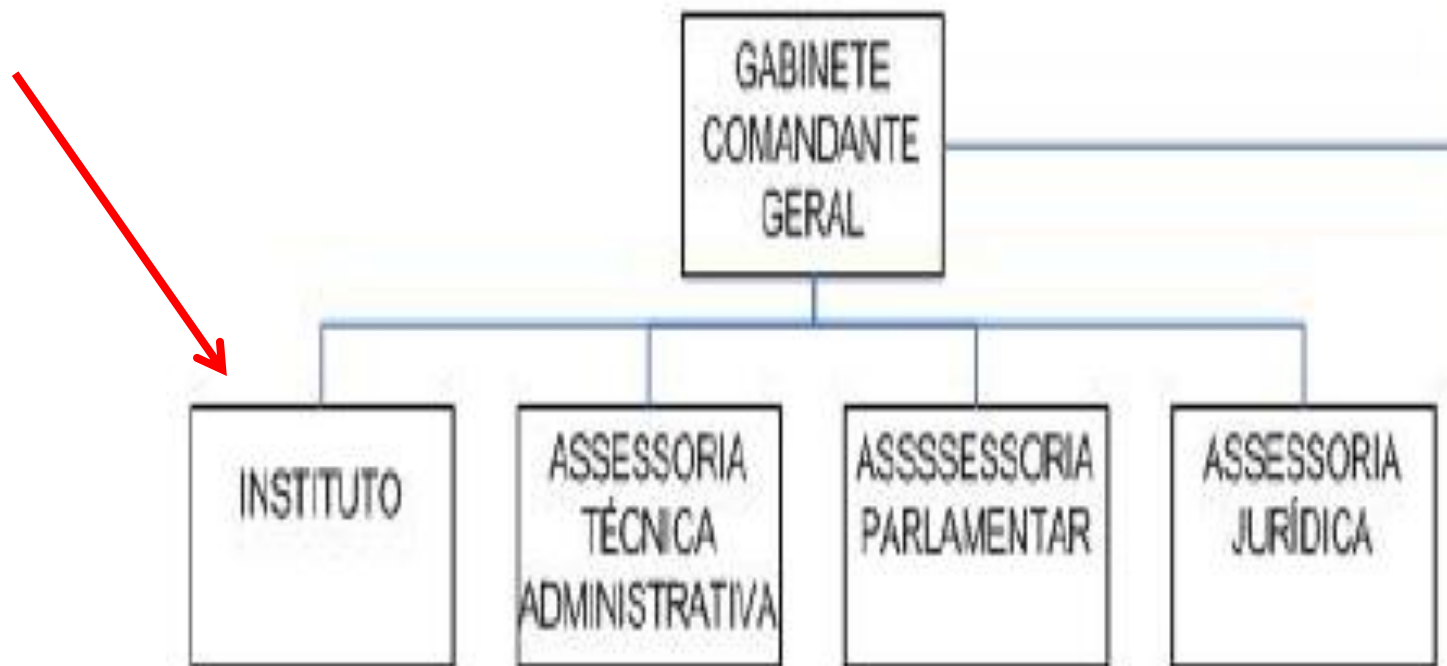 GABINETE
COMANDANTE
GERAL
INSTITUTO
ASSESSORIA
TÉCNICA
ADMINISTRATIVA
ASSSSESSORIA
PARLAMENTAR
ASSESSORIA
JURÍDICA